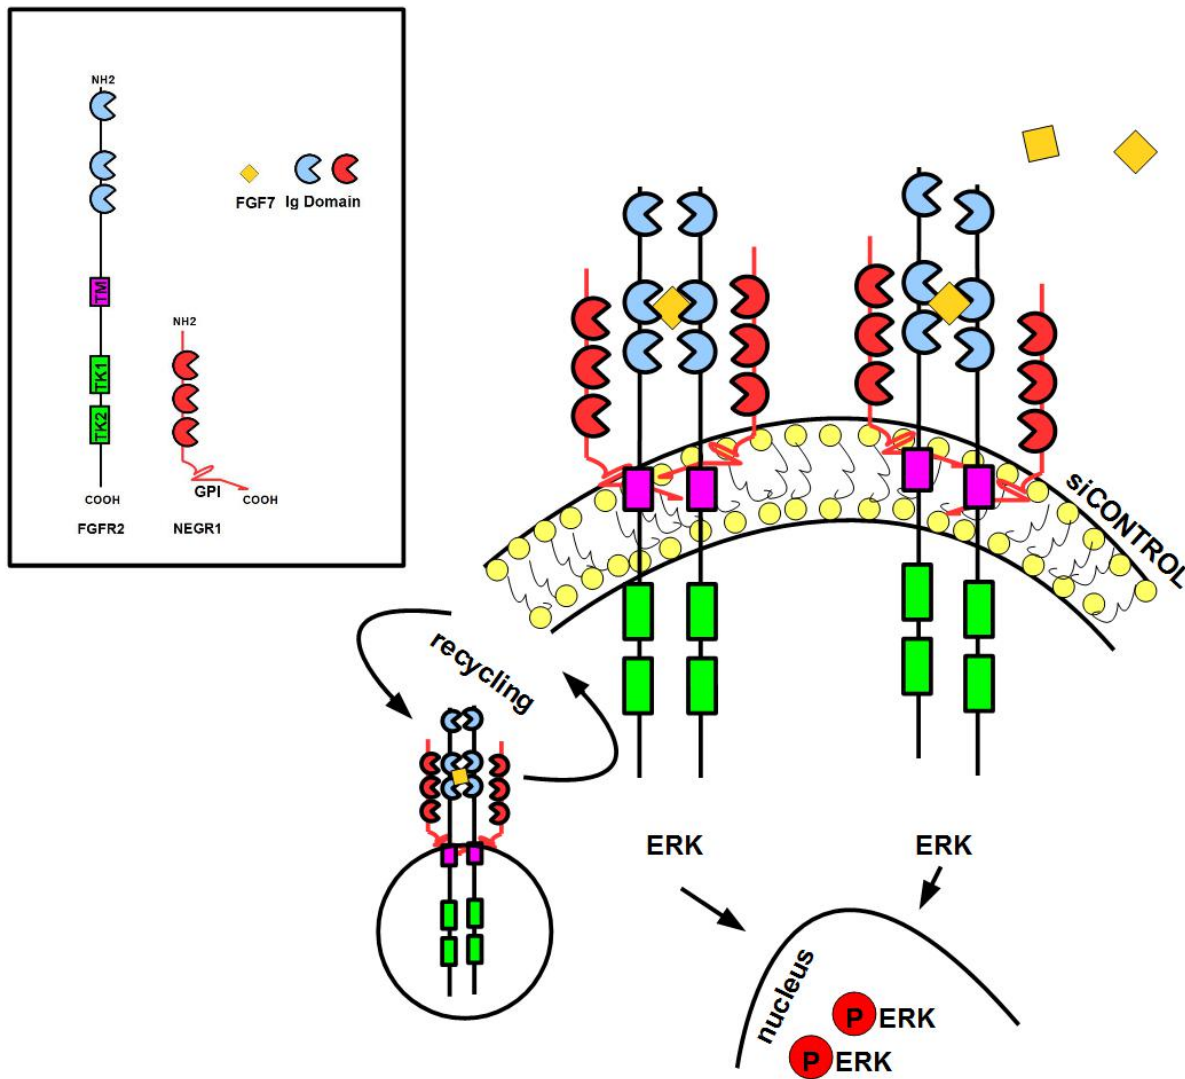 NH2
FGF7
Ig Domain
TM
NH2
TK1
TK2
GPI
COOH
COOH
FGFR2
NEGR1
siCONTROL
recycling
ERK
ERK
nucleus
P ERK
P ERK